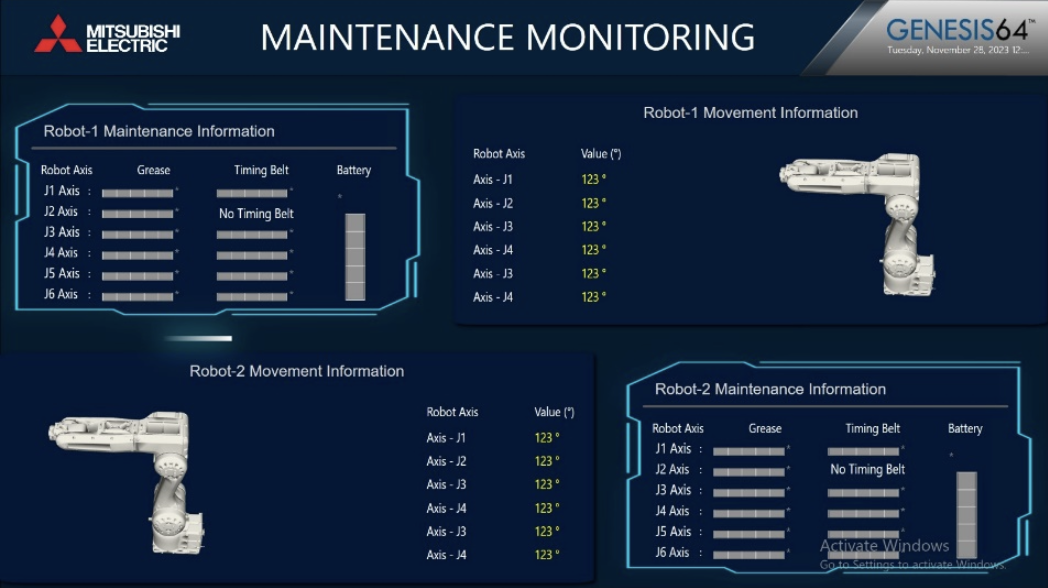 MITSUBISHI
ELECTRIC
MAINTENANCE MONITORING
GENESIS64™
Tuesday, November 28, 2023 12....
Robot-1 Maintenance Information
Robot Axis Grease Timing Belt Battery
J1 Axis : * *
*
J2 Axis : * No Timing Belt
J3 Axis : * *
J4 Axis : * *
J5 Axis : * *
J6 Axis : * *
Robot-1 Movement Information
Robot Axis Value (°)
Axis - J1 123 °
Axis - J2 123 °
Axis - J3 123 °
Axis - J4 123 °
Axis - J3 123 °
Axis - J4 123 °
Robot-2 Movement Information
Robot Axis Value (°)
Axis - J1 123 °
Axis - J2 123 °
Axis - J3 123 °
Axis - J4 123 °
Axis - J3 123 °
Axis - J4 123 °
Robot-2 Maintenance Information
Robot Axis Grease Timing Belt Battery
J1 Axis : * *
*
J2 Axis : * No Timing Belt
J3 Axis : * *
J4 Axis : * *
J5 Axis : * *
J6 Axis : * *
Activate Windows
Go to Settings to activate Windows.